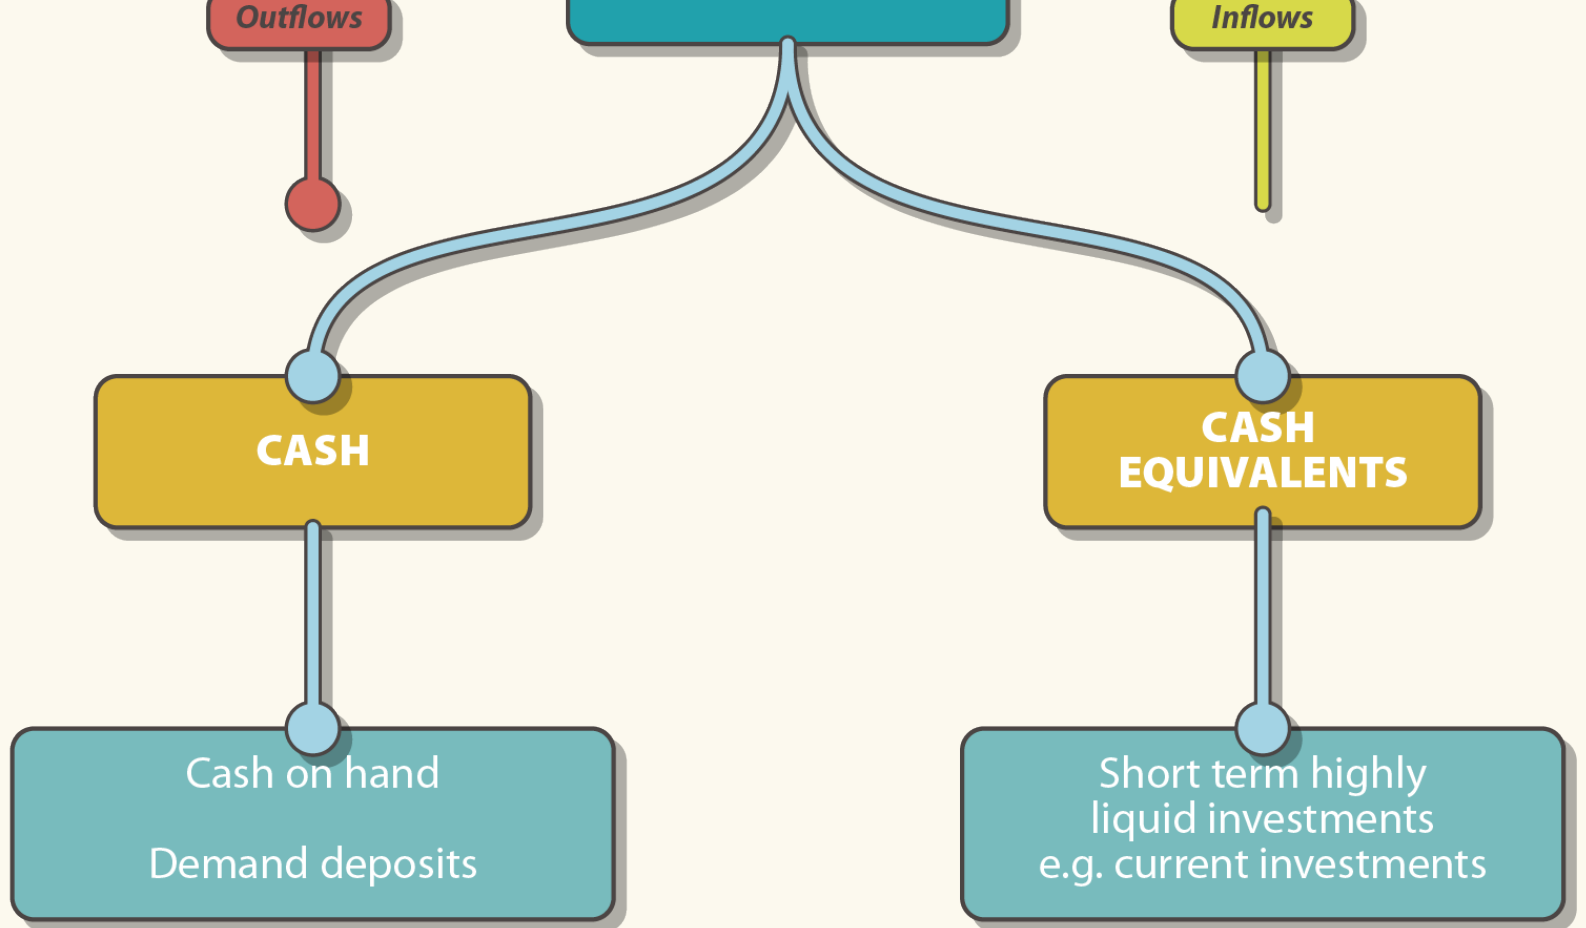 Outflows
Inflows
CASH
CASH
EQUIVALENTS
Cash on hand
Demand deposits
Short term highly
liquid investments
e.g. current investments